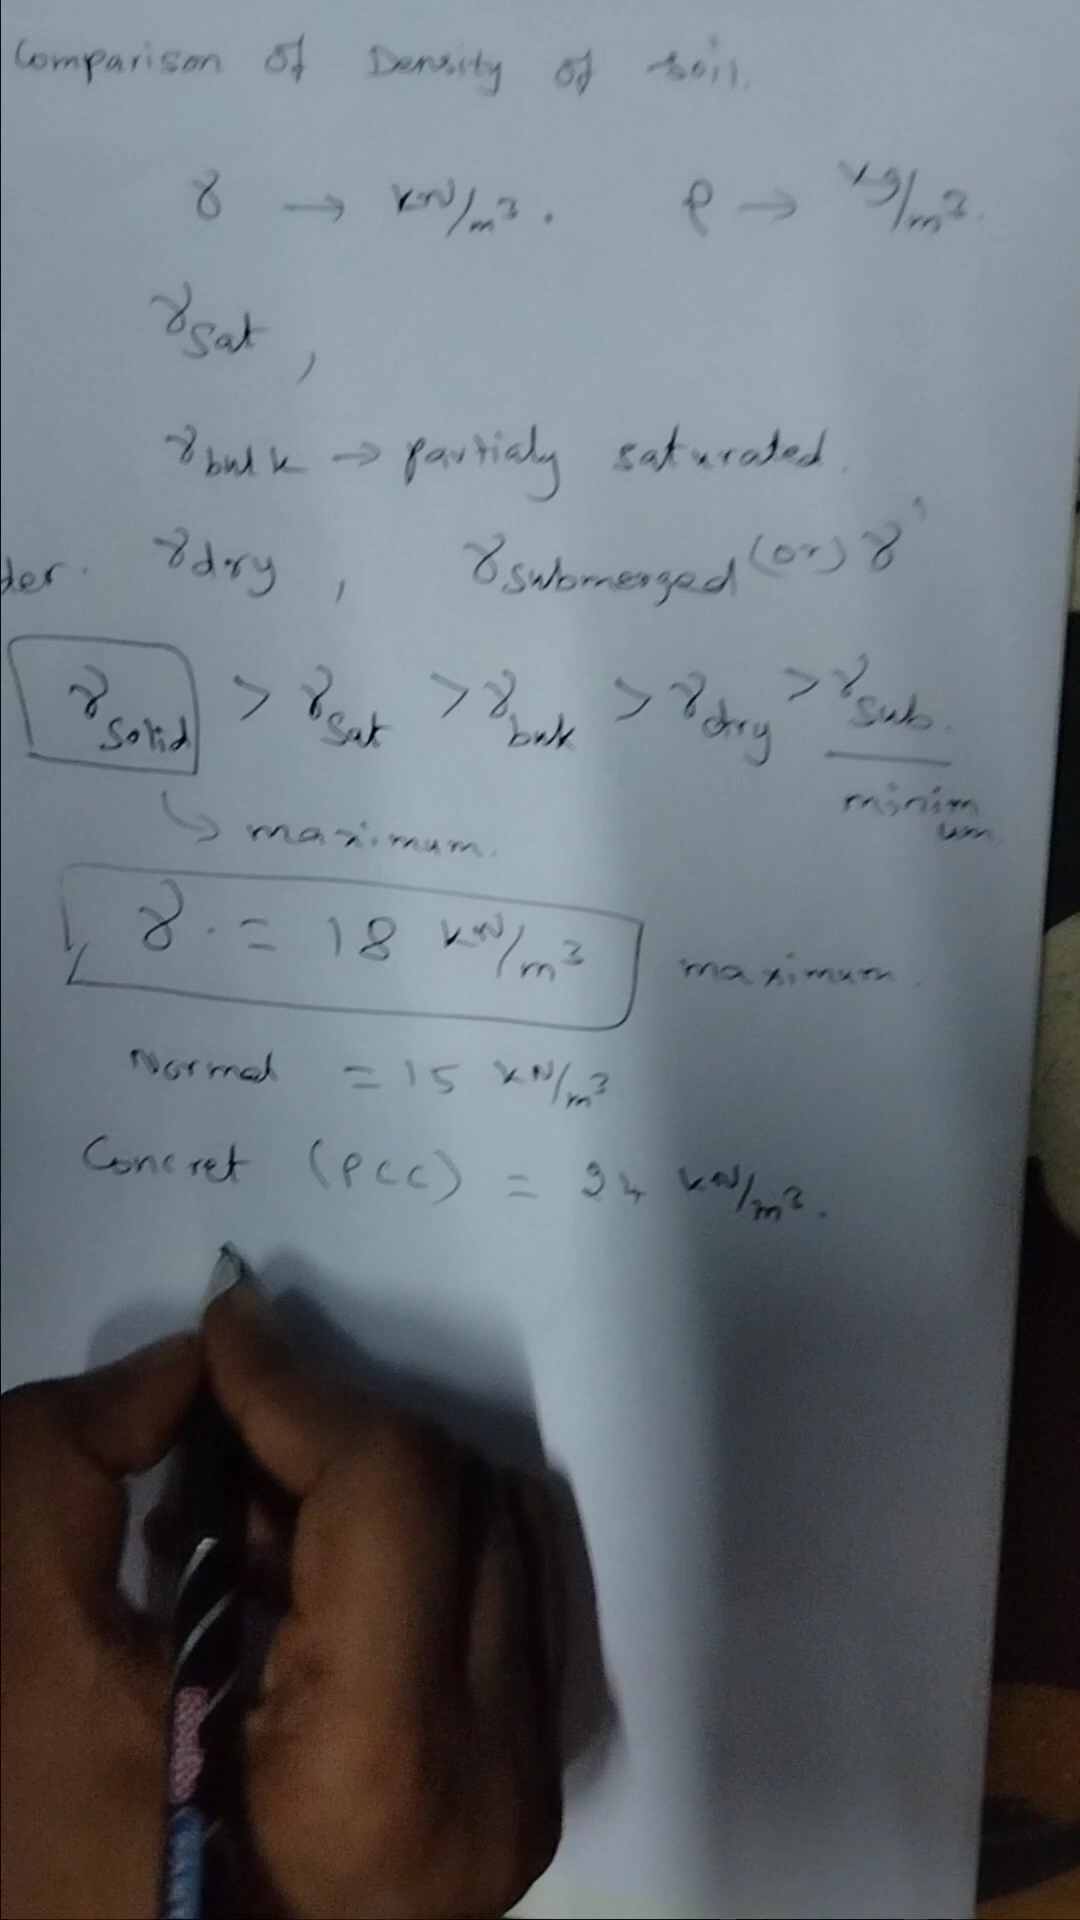 Comparison of Density of soil.
γ → kN/m³. ρ → kg/m³.
γsat,
γbulk → partialy saturated.
der. γdry, γsubmerged (or) γ'
γsolid > γsat > γbulk > γdry > γsub.
minimum
↳ maximum.
γ. = 18 kN/m³ maximum.
Normal = 15 kN/m³
Concret (PCC) = 24 kN/m³.